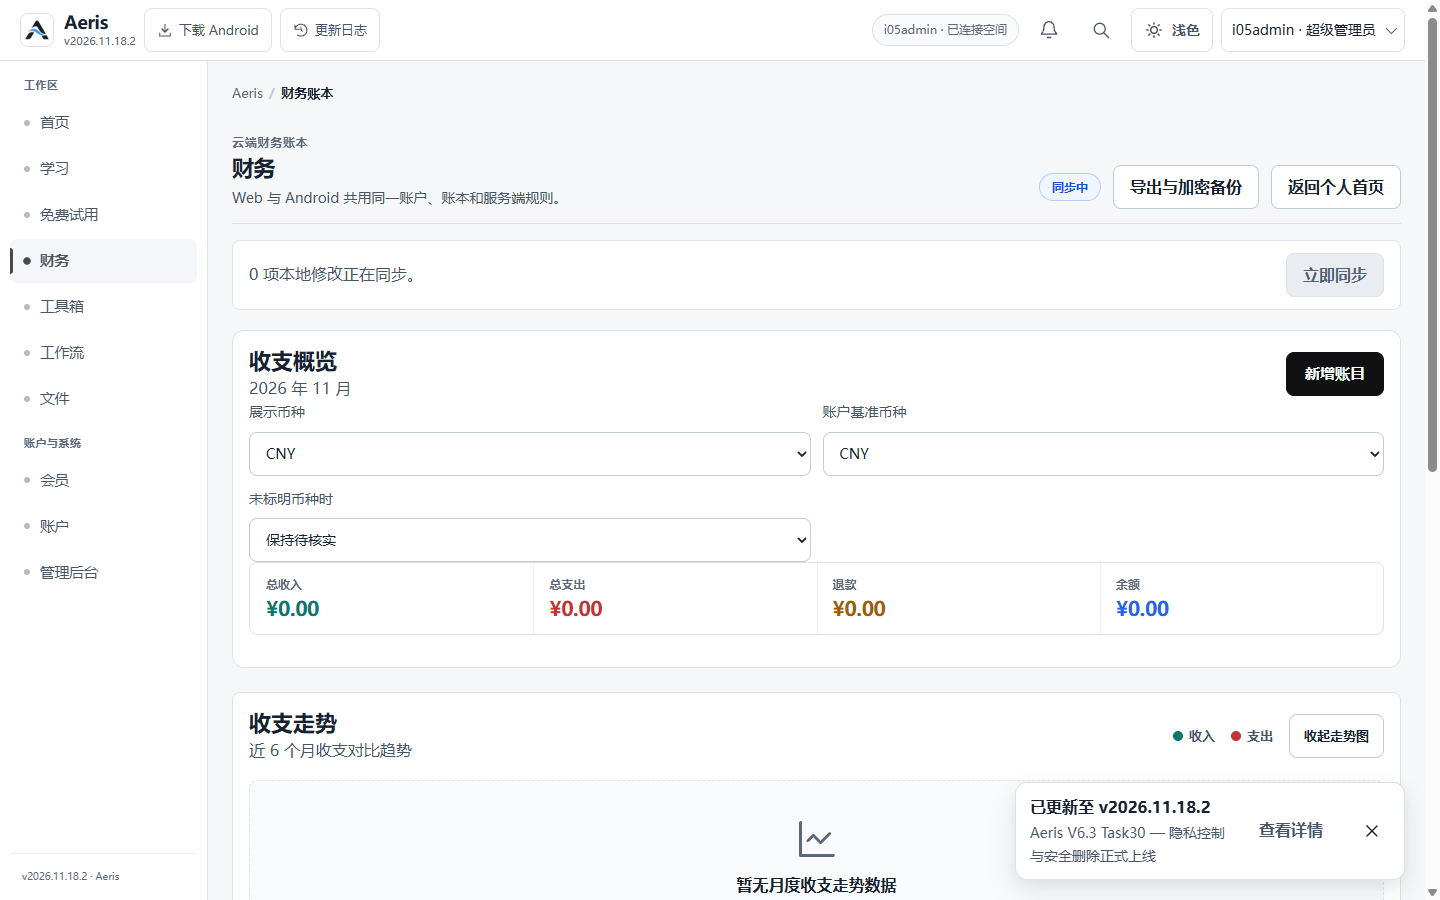 Aeris
v2026.11.18.2
下载 Android
更新日志
i05admin · 已连接空间
浅色
i05admin · 超级管理员
工作区
首页
学习
免费试用
财务
工具箱
工作流
文件
账户与系统
会员
账户
管理后台
v2026.11.18.2 · Aeris
Aeris / 财务账本
云端财务账本
财务
Web 与 Android 共用同一账户、账本和服务端规则。
同步中
导出与加密备份
返回个人首页
0 项本地修改正在同步。
立即同步
收支概览
2026 年 11 月
新增账目
展示币种
账户基准币种
CNY
CNY
未标明币种时
保持待核实
总收入
¥0.00
总支出
¥0.00
退款
¥0.00
余额
¥0.00
收支走势
近 6 个月收支对比趋势
收入
支出
收起走势图
暂无月度收支走势数据
已更新至 v2026.11.18.2
Aeris V6.3 Task30 — 隐私控制
与安全删除正式上线
查看详情